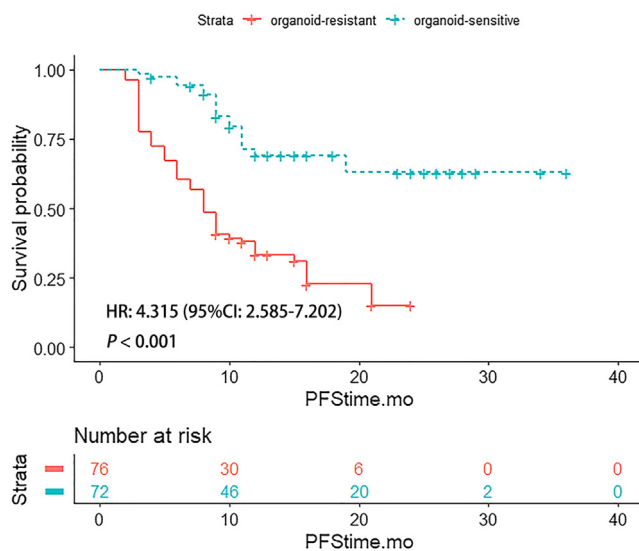 Strata organoid-resistant organoid-sensitive
1.00
0.75
0.50
0.25
0.00
Survival probability
HR: 4.315 (95%CI: 2.585-7.202)
P < 0.001
0 10 20 30 40
PFStime.mo
Number at risk
Strata
76 30 6 0 0
72 46 20 2 0
0 10 20 30 40
PFStime.mo